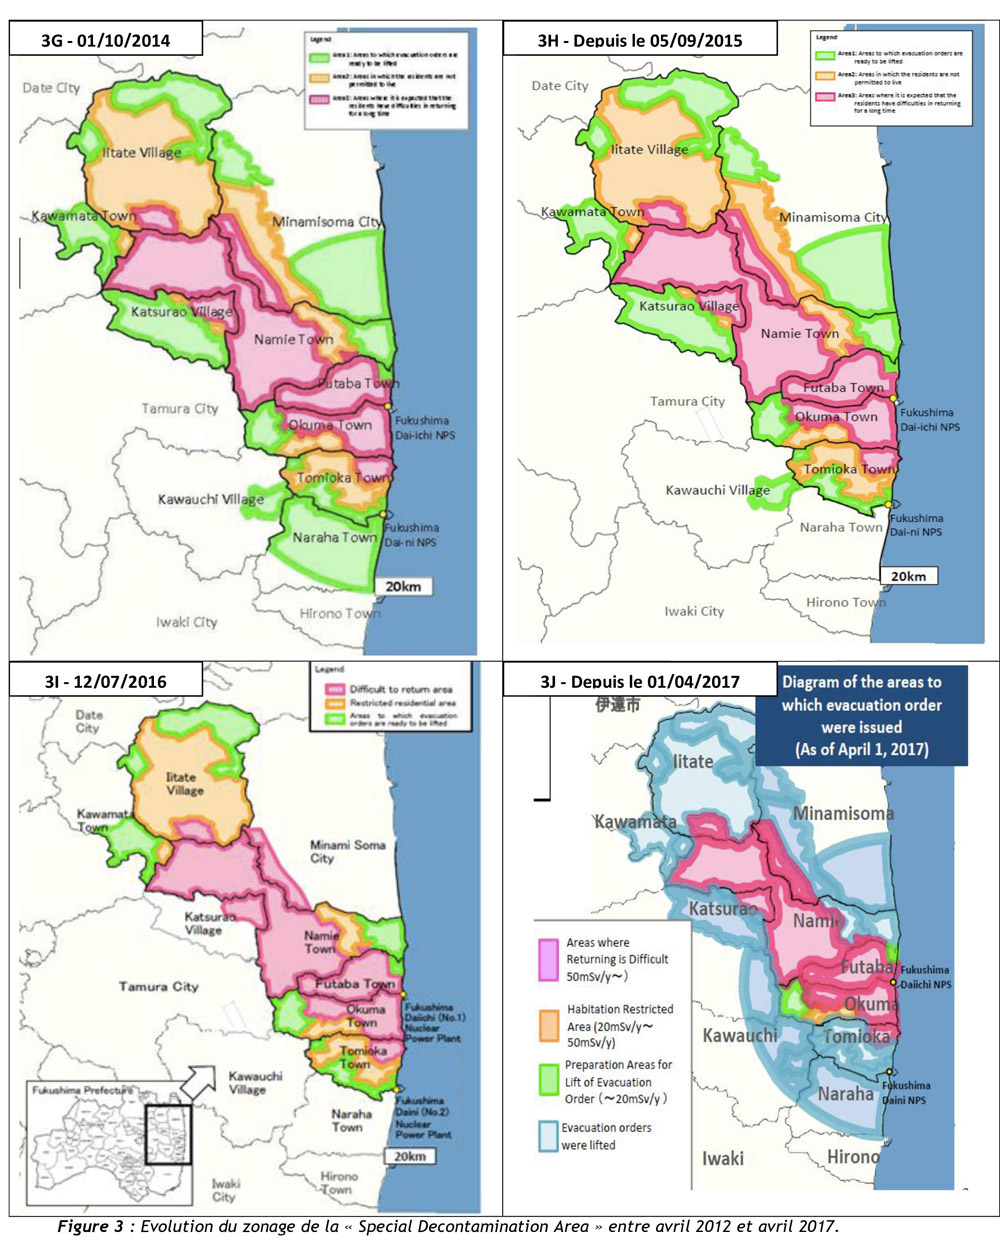 3G - 01/10/2014
Legend
Area1: Areas to which evacuation orders are
ready to be lifted
Area2: Areas in which the residents are not
permitted to live
Area3: Areas where it is expected that the
residents have difficulties in returning
for a long time
Date City
Iitate Village
Kawamata Town
Minamisoma City
Katsurao Village
Namie Town
Futaba Town
Tamura City
Okuma Town
Fukushima
Dai-ichi NPS
Tomioka Town
Kawauchi Village
Fukushima
Dai-ni NPS
Naraha Town
20km
Hirono Town
Iwaki City
3H - Depuis le 05/09/2015
Legend
Area1: Areas to which evacuation orders are
ready to be lifted
Area2: Areas in which the residents are not
permitted to live
Area3: Areas where it is expected that the
residents have difficulties in returning
for a long time
Date City
Iitate Village
Kawamata Town
Minamisoma City
Katsurao Village
Namie Town
Futaba Town
Tamura City
Okuma Town
Fukushima
Dai-ichi NPS
Tomioka Town
Kawauchi Village
Fukushima
Dai-ni NPS
Naraha Town
20km
Hirono Town
Iwaki City
3I - 12/07/2016
Legend
Difficult to return area
Restricted residential area
Areas to which evacuation
orders are ready to be lifted
Date
City
Iitate
Village
Kawamata
Town
Minami Soma
City
Katsurao
Village
Namie
Town
Tamura City
Futaba Town
Okuma
Town
Fukushima
Daiichi (No.1)
Nuclear
Power Plant
Tomioka
Town
Kawauchi
Village
Fukushima Prefecture
Fukushima
Daini (No.2)
Nuclear
Power Plant
Naraha
Town
20km
Hirono
Town
Iwaki
City
3J - Depuis le 01/04/2017
Diagram of the areas to
which evacuation order
were issued
(As of April 1, 2017)
伊達市
Iitate
Minamisoma
Kawamata
Katsurao
Namie
Futaba
Fukushima
Daiichi NPS
Okuma
Kawauchi
Tomioka
Fukushima
Daini NPS
Naraha
Iwaki
Hirono
Areas where
Returning is Difficult
50mSv/y～)
Habitation Restricted
Area (20mSv/y～
50mSv/y)
Preparation Areas for
Lift of Evacuation
Order (～20mSv/y)
Evacuation orders
were lifted
Figure 3 : Evolution du zonage de la « Special Decontamination Area » entre avril 2012 et avril 2017.